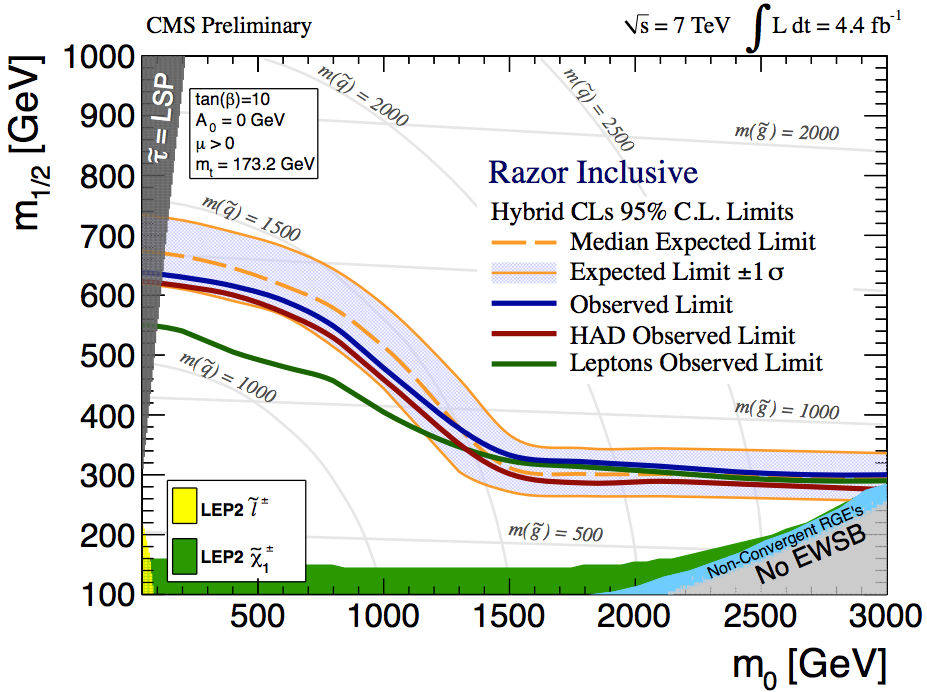 CMS Preliminary
√s = 7 TeV ∫ L dt = 4.4 fb⁻¹
m₁/₂ [GeV]
1000
900
800
700
600
500
400
300
200
100
τ̃ = LSP
tan(β)=10
A₀ = 0 GeV
μ > 0
mₜ = 173.2 GeV
m(q̃) = 2000
m(q̃) = 2500
m(g̃) = 2000
m(q̃) = 1500
Razor Inclusive
Hybrid CLs 95% C.L. Limits
Median Expected Limit
Expected Limit ±1 σ
Observed Limit
HAD Observed Limit
Leptons Observed Limit
m(q̃) = 1000
m(g̃) = 1000
m(g̃) = 500
LEP2 l̃±
LEP2 χ̃₁±
Non-Convergent RGE's
No EWSB
500
1000
1500
2000
2500
3000
m₀ [GeV]